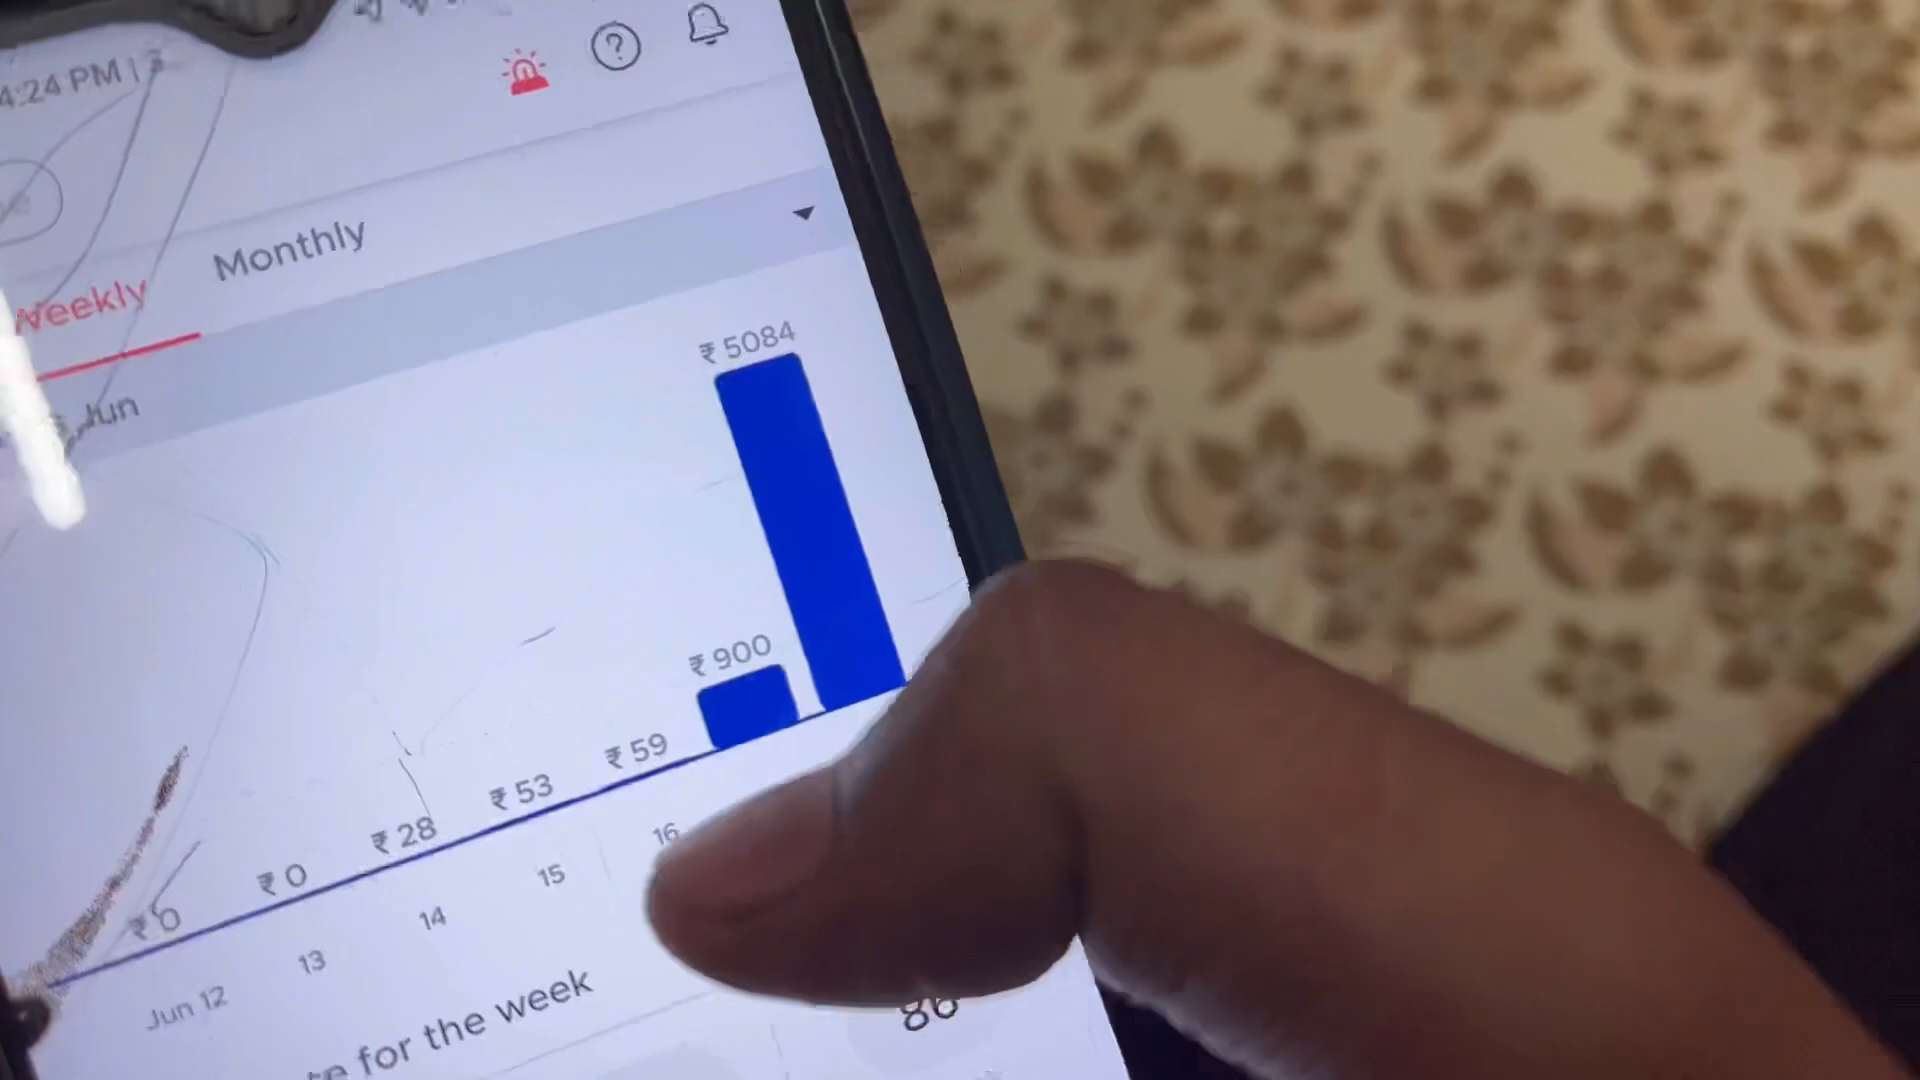 4:24 PM |
Weekly
Monthly
Jun
₹ 5084
₹ 900
₹ 59
₹ 53
₹ 28
₹ 0
₹ 0
Jun 12
13
14
15
16
for the week
86